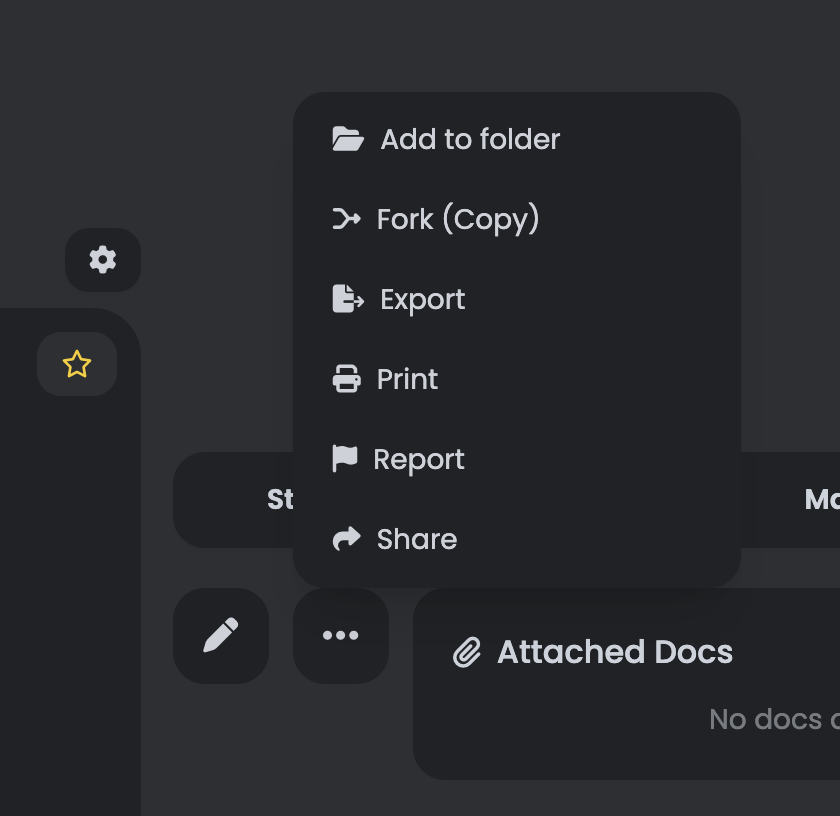 Add to folder
Fork (Copy)
Export
Print
Report
St
Ma
Share
Attached Docs
No docs